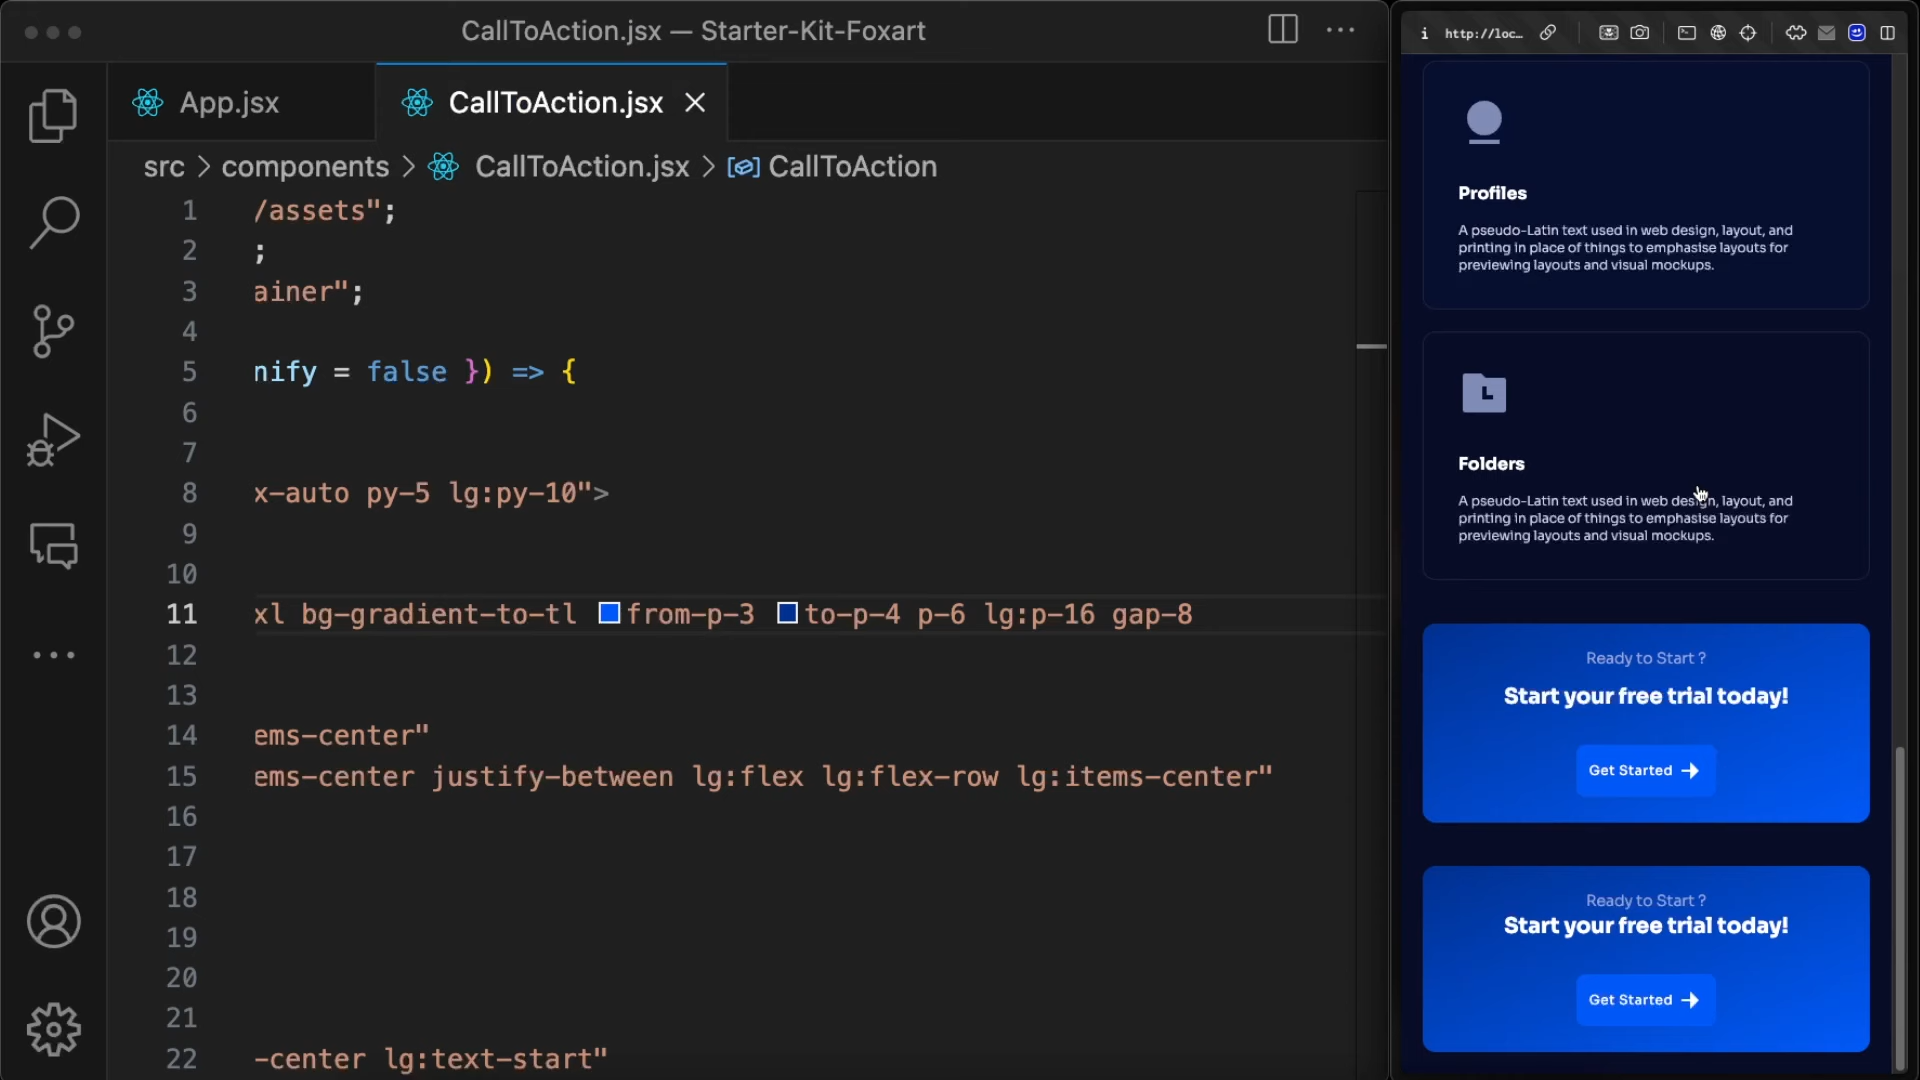 CallToAction.jsx — Starter-Kit-Foxart
App.jsx
CallToAction.jsx
src > components > CallToAction.jsx > CallToAction
1 /assets";
2 ;
3 ainer";
4
5 nify = false }) => {
6
7
8 x-auto py-5 lg:py-10">
9
10
11 xl bg-gradient-to-tl from-p-3 to-p-4 p-6 lg:p-16 gap-8
12
13
14 ems-center"
15 ems-center justify-between lg:flex lg:flex-row lg:items-center"
16
17
18
19
20
21
22 -center lg:text-start"
http://loc...
Profiles
A pseudo-Latin text used in web design, layout, and
printing in place of things to emphasise layouts for
previewing layouts and visual mockups.
Folders
A pseudo-Latin text used in web design, layout, and
printing in place of things to emphasise layouts for
previewing layouts and visual mockups.
Ready to Start ?
Start your free trial today!
Get Started →
Ready to Start ?
Start your free trial today!
Get Started →